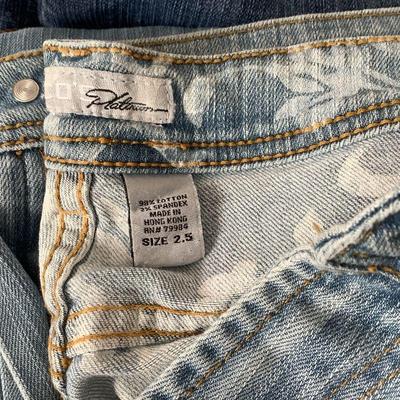 Platinum
98% COTTON
2% SPANDEX
MADE IN
HONG KONG
RN# 79984
SIZE 2.5